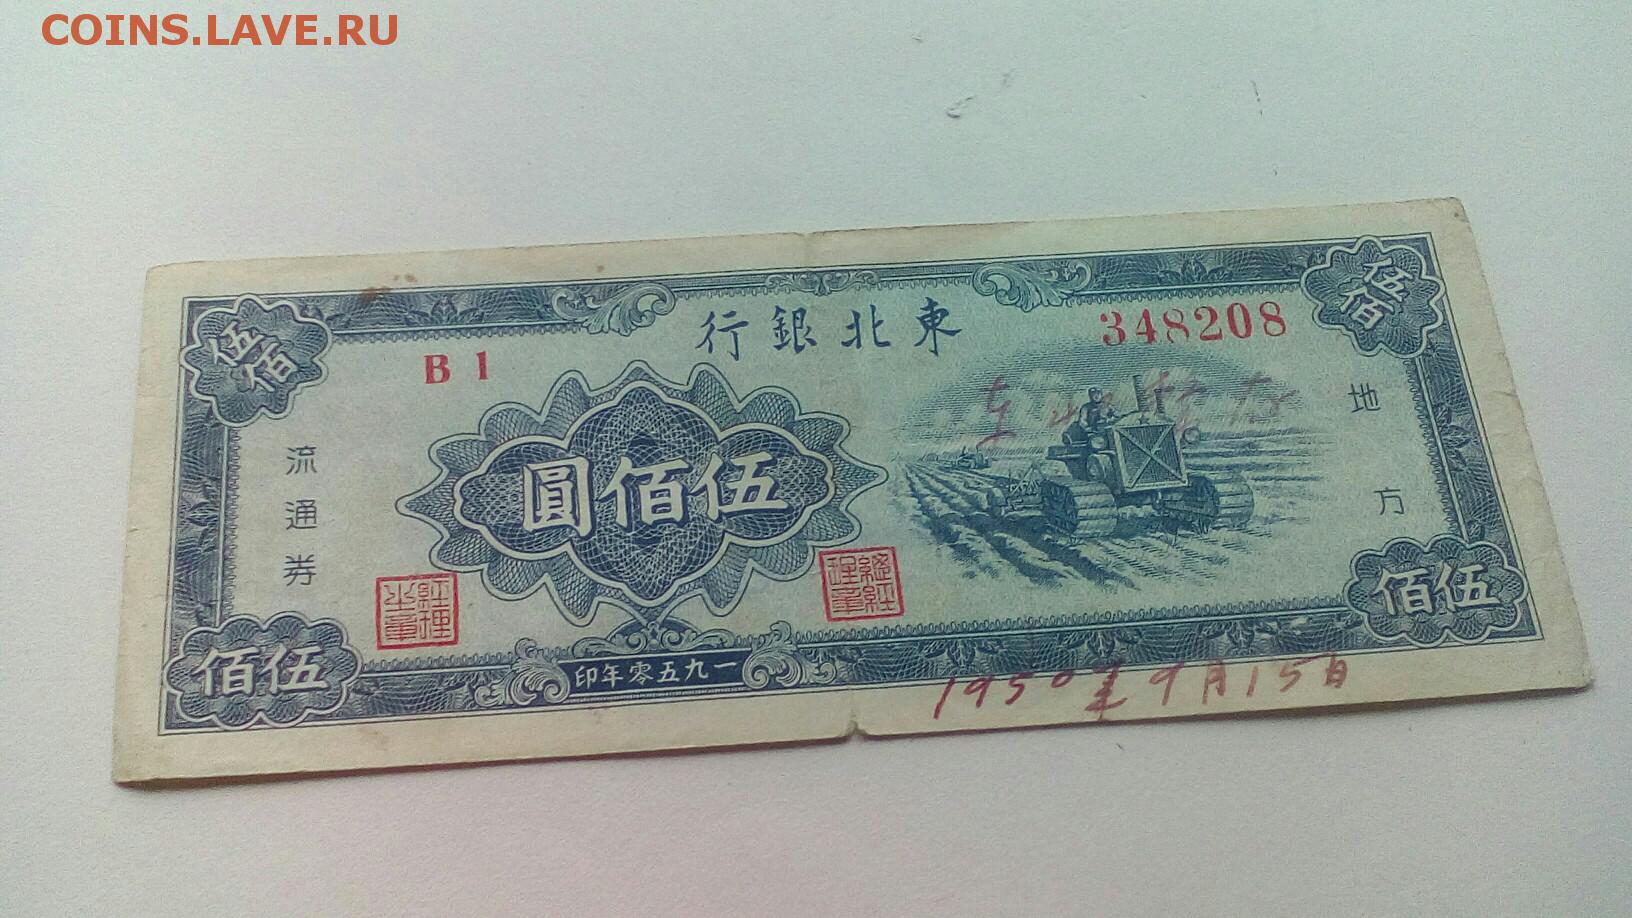 COINS.LAVE.RU
行銀北東
348208
B 1
伍佰
伍佰
地方
流通券
圓佰伍
佰伍
佰伍
印年零五九一
1950年9月15日